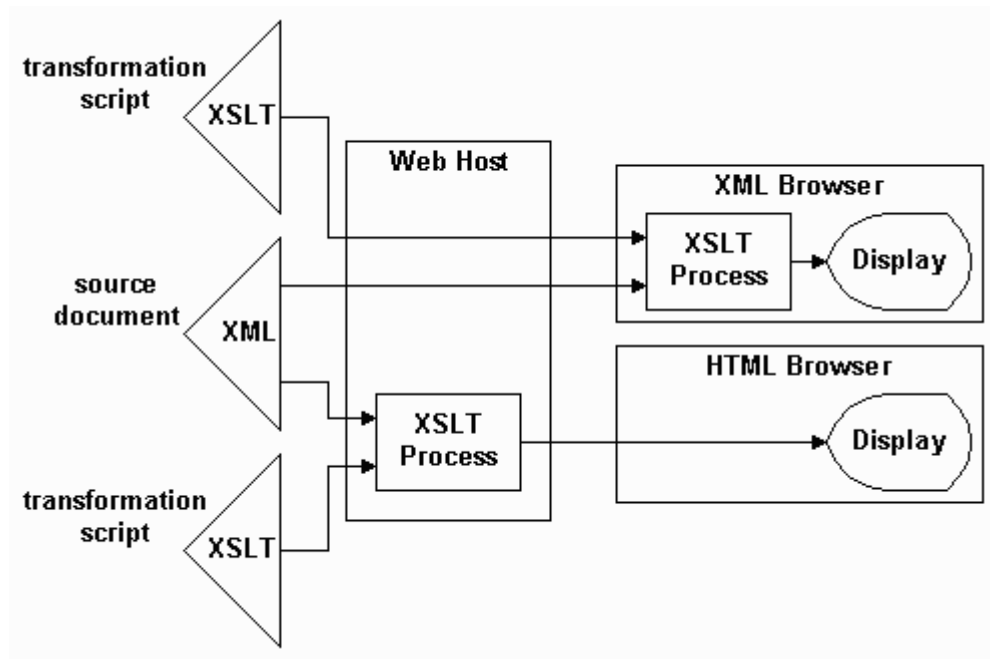 transformation
script
XSLT
Web Host
XML Browser
XSLT
Process
Display
source
document
XML
HTML Browser
XSLT
Process
Display
transformation
script
XSLT